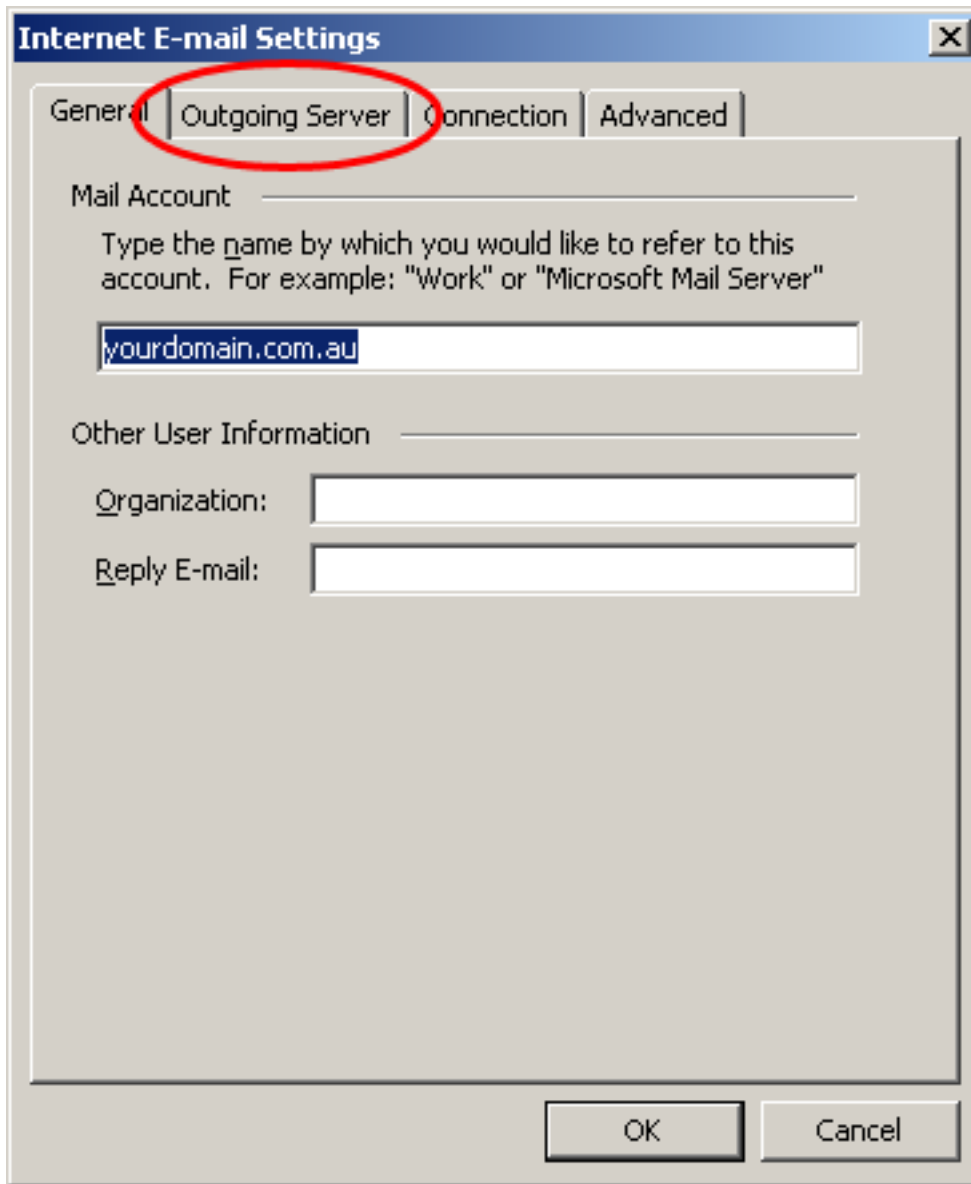 Internet E-mail Settings
General Outgoing Server Connection Advanced
Mail Account
Type the name by which you would like to refer to this
account. For example: "Work" or "Microsoft Mail Server"
yourdomain.com.au
Other User Information
Organization:
Reply E-mail:
OK Cancel